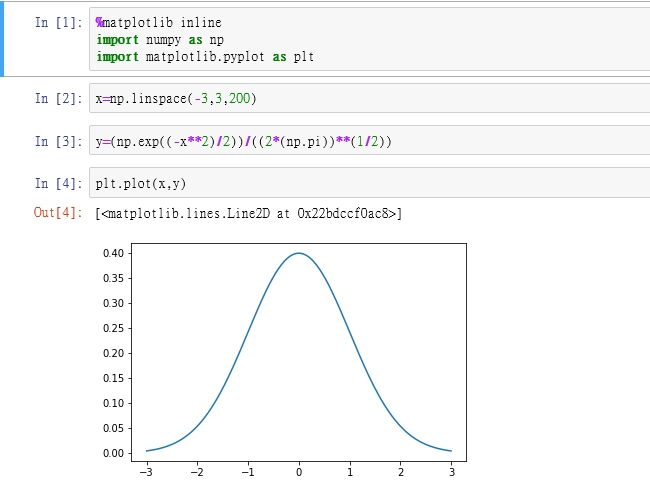 In [1]: %matplotlib inline
import numpy as np
import matplotlib.pyplot as plt
In [2]: x=np.linspace(-3,3,200)
In [3]: y=(np.exp((-x**2)/2))/((2*(np.pi))**(1/2))
In [4]: plt.plot(x,y)
Out[4]: [<matplotlib.lines.Line2D at 0x22bdccf0ac8>]
0.40
0.35
0.30
0.25
0.20
0.15
0.10
0.05
0.00
−3 −2 −1 0 1 2 3